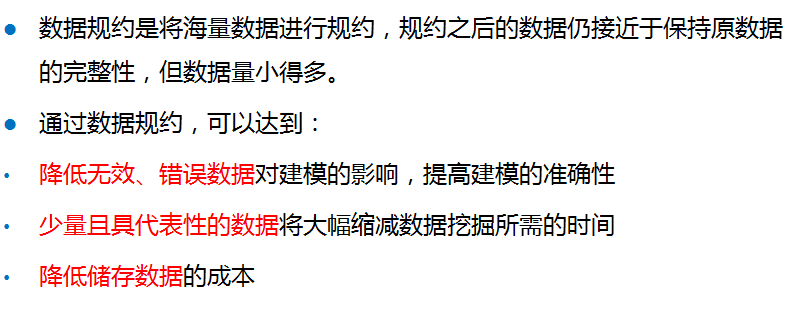 数据规约是将海量数据进行规约，规约之后的数据仍接近于保持原数据
的完整性，但数据量小得多。
通过数据规约，可以达到：
降低无效、错误数据对建模的影响，提高建模的准确性
少量且具代表性的数据将大幅缩减数据挖掘所需的时间
降低储存数据的成本